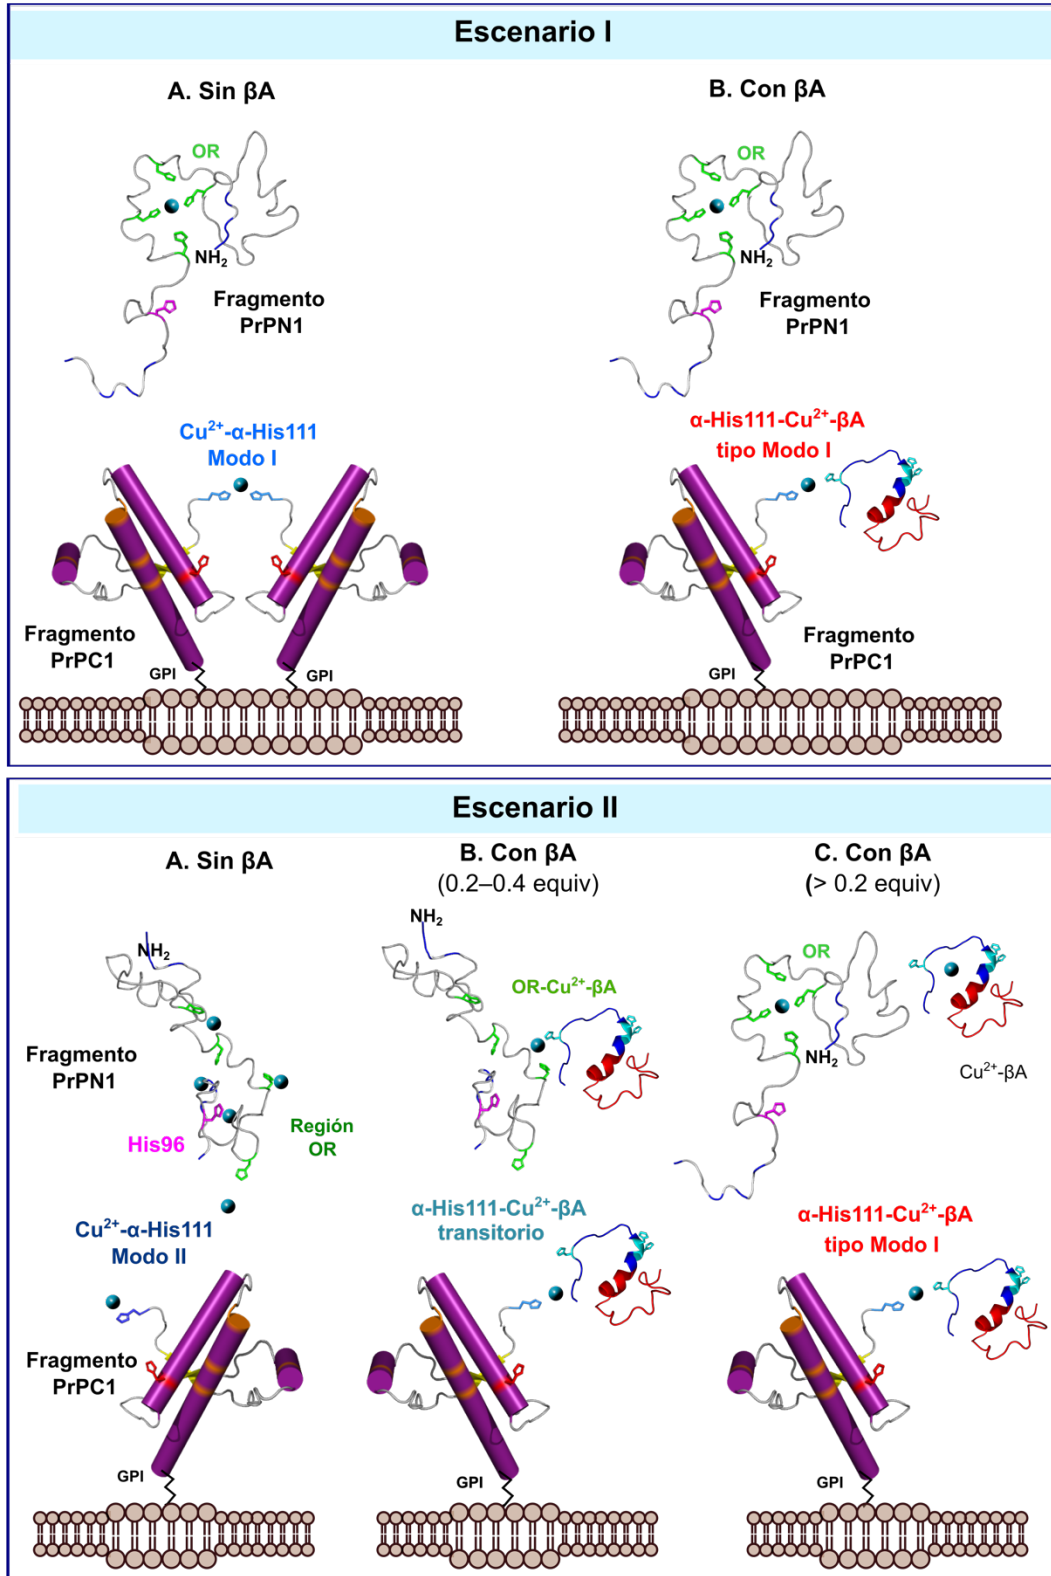 Escenario I
A. Sin βA
B. Con βA
OR
NH₂
Fragmento
PrPN1
OR
NH₂
Fragmento
PrPN1
Cu²⁺-α-His111
Modo I
α-His111-Cu²⁺-βA
tipo Modo I
Fragmento
PrPC1
GPI
GPI
Fragmento
PrPC1
GPI
Escenario II
A. Sin βA
B. Con βA
(0.2–0.4 equiv)
C. Con βA
(> 0.2 equiv)
NH₂
Fragmento
PrPN1
His96
Región
OR
NH₂
OR-Cu²⁺-βA
OR
NH₂
Cu²⁺-βA
Cu²⁺-α-His111
Modo II
Fragmento
PrPC1
GPI
α-His111-Cu²⁺-βA
transitorio
GPI
α-His111-Cu²⁺-βA
tipo Modo I
GPI